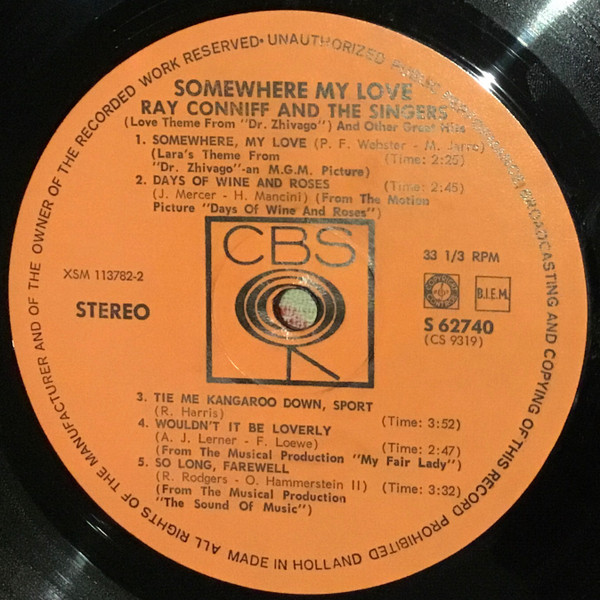 ALL RIGHTS OF THE MANUFACTURER AND OF THE OWNER OF THE RECORDED WORK RESERVED · UNAUTHORIZED PUBLIC BROADCASTING AND COPYING OF THIS RECORD PROHIBITED
SOMEWHERE MY LOVE
RAY CONNIFF AND THE SINGERS
(Love Theme From "Dr. Zhivago") And Other Great Hits
1. SOMEWHERE, MY LOVE (P. F. Webster - M. Jarre)
(Lara's Theme From (Time: 2:25)
"Dr. Zhivago"-an M.G.M. Picture)
2. DAYS OF WINE AND ROSES (Time: 2:45)
(J. Mercer - H. Mancini) (From The Motion
Picture "Days Of Wine And Roses")
CBS
XSM 113782-2
33 1/3 RPM
STEREO
B.I.E.M.
S 62740
(CS 9319)
3. TIE ME KANGAROO DOWN, SPORT
(R. Harris) (Time: 3:52)
4. WOULDN'T IT BE LOVERLY
(A. J. Lerner - F. Loewe) (Time: 2:47)
(From The Musical Production "My Fair Lady")
5. SO LONG, FAREWELL
(R. Rodgers - O. Hammerstein II) (Time: 3:32)
(From The Musical Production
"The Sound Of Music")
MADE IN HOLLAND